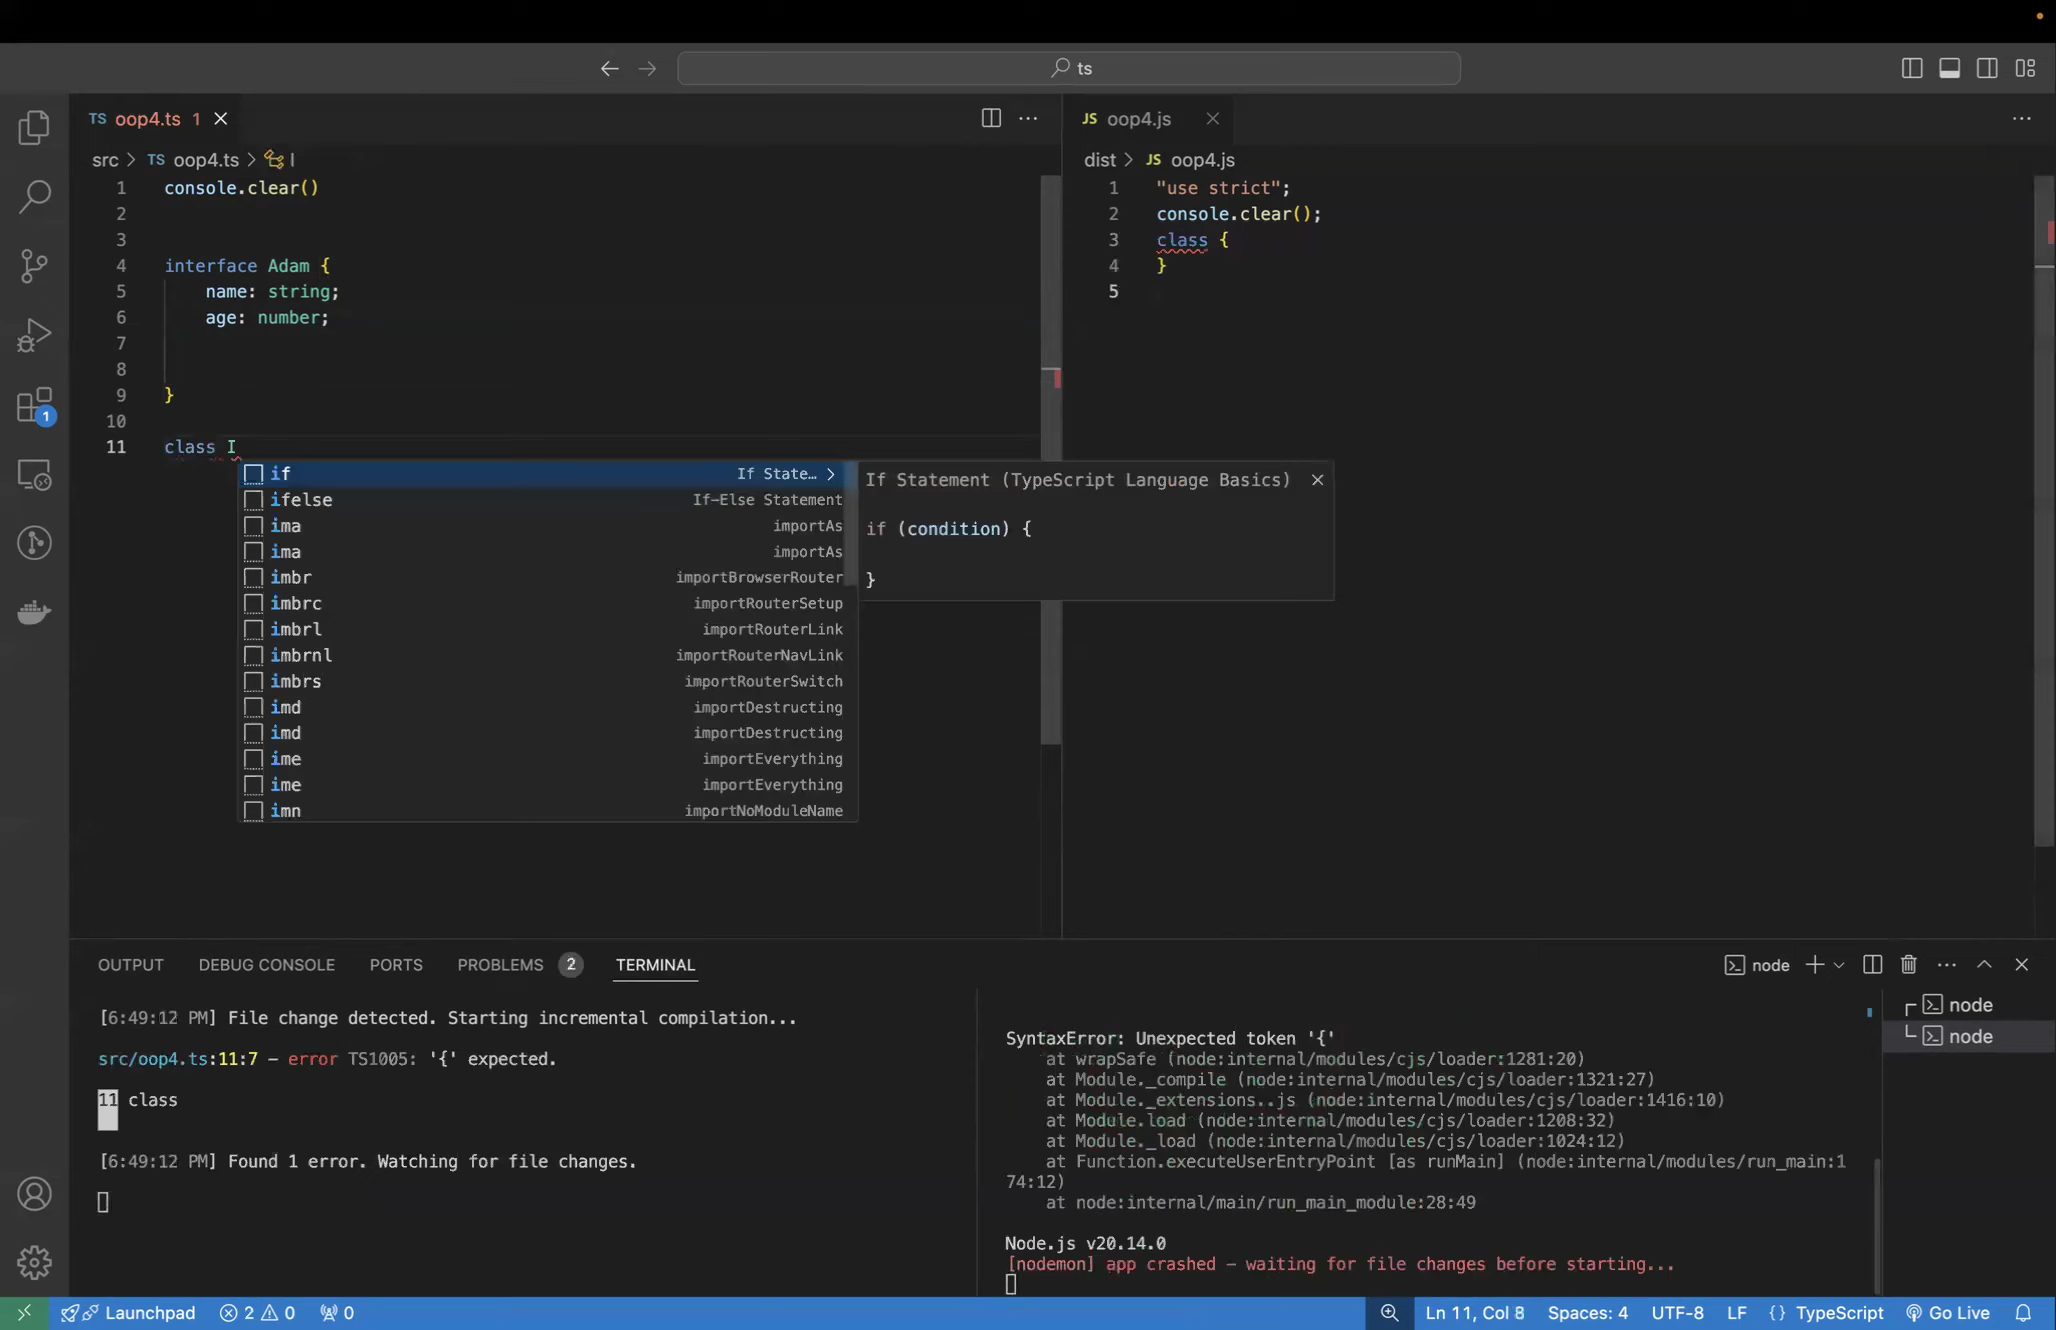 ts
TS oop4.ts 1
src > TS oop4.ts > I
1 console.clear()
2
3
4 interface Adam {
5 name: string;
6 age: number;
7
8
9 }
10
11 class I
if If State…
ifelse If-Else Statement
ima importAs
ima importAs
imbr importBrowserRouter
imbrc importRouterSetup
imbrl importRouterLink
imbrnl importRouterNavLink
imbrs importRouterSwitch
imd importDestructing
imd importDestructing
ime importEverything
ime importEverything
imn importNoModuleName
If Statement (TypeScript Language Basics)
if (condition) {
}
JS oop4.js
dist > JS oop4.js
1 "use strict";
2 console.clear();
3 class {
4 }
5
1
OUTPUT DEBUG CONSOLE PORTS PROBLEMS 2 TERMINAL
node
[6:49:12 PM] File change detected. Starting incremental compilation...
src/oop4.ts:11:7 - error TS1005: '{' expected.
11 class
[6:49:12 PM] Found 1 error. Watching for file changes.
SyntaxError: Unexpected token '{'
at wrapSafe (node:internal/modules/cjs/loader:1281:20)
at Module._compile (node:internal/modules/cjs/loader:1321:27)
at Module._extensions..js (node:internal/modules/cjs/loader:1416:10)
at Module.load (node:internal/modules/cjs/loader:1208:32)
at Module._load (node:internal/modules/cjs/loader:1024:12)
at Function.executeUserEntryPoint [as runMain] (node:internal/modules/run_main:1
74:12)
at node:internal/main/run_main_module:28:49
Node.js v20.14.0
[nodemon] app crashed - waiting for file changes before starting...
node
node
Launchpad 2 0 0
Ln 11, Col 8 Spaces: 4 UTF-8 LF {} TypeScript Go Live